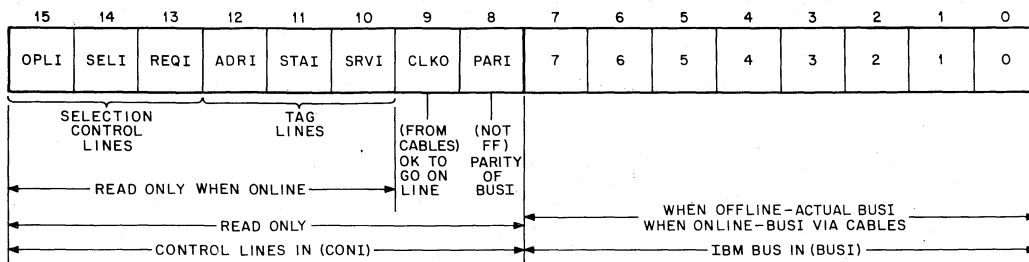 15 14 13 12 11 10 9 8 7 6 5 4 3 2 1 0
OPLI SELI REQI ADRI STAI SRVI CLKO PARI 7 6 5 4 3 2 1 0
SELECTION
CONTROL
LINES
TAG
LINES
(FROM
CABLES)
OK TO
GO ON
LINE
(NOT
FF)
PARITY
OF
BUSI
READ ONLY WHEN ONLINE
READ ONLY
WHEN OFFLINE-ACTUAL BUSI
WHEN ONLINE-BUSI VIA CABLES
CONTROL LINES IN (CONI)
IBM BUS IN (BUSI)